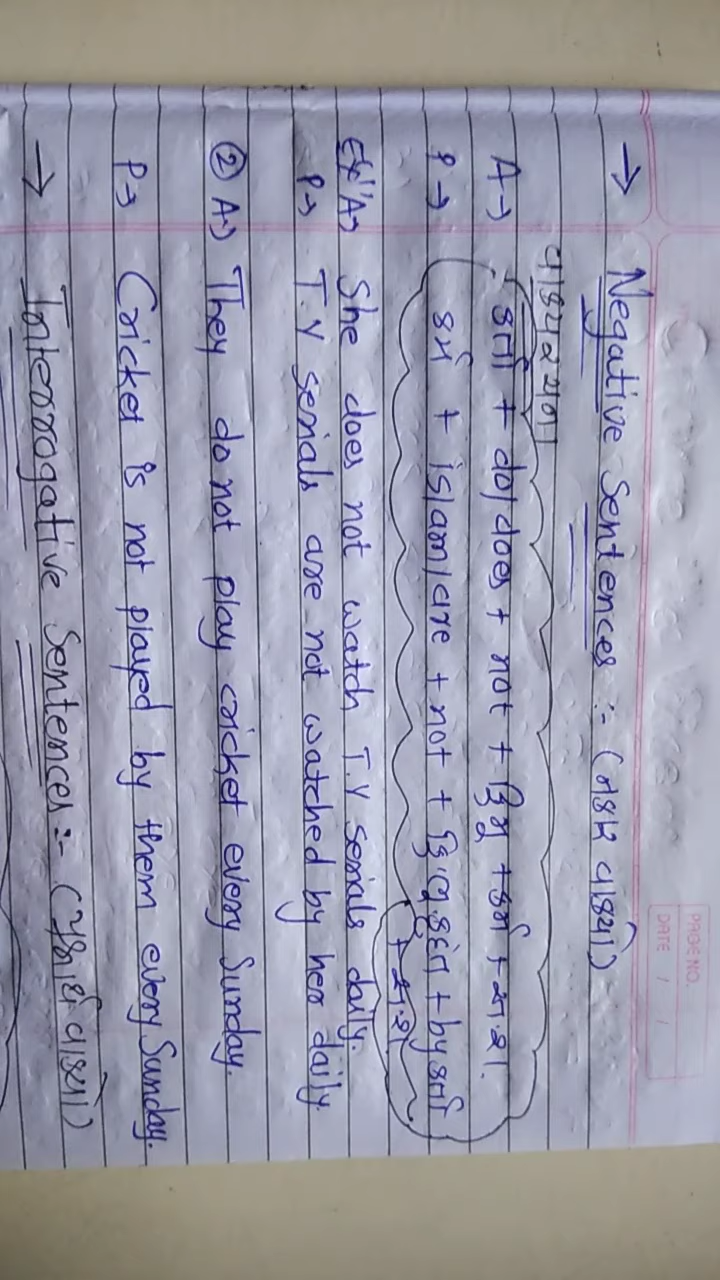 PAGE NO.
DATE / /
→ Negative Sentences :- (નકાર વાક્યો)
વાક્યરચના
A→ કર્તા + do/does + not + ક્રિમૂ + કર્મ + અ.શ.
P→ કર્મ + is/am/are + not + + by કર્તા
+ અ.શ.
Ex" A→ She does not watch T.V serials daily.
P→ T.V serials are not watched by her daily.
② A→ They do not play cricket every Sunday.
P→ Cricket is not played by them every Sunday.
→ Interrogative Sentences :- (પ્રશ્નાર્થ વાક્યો)